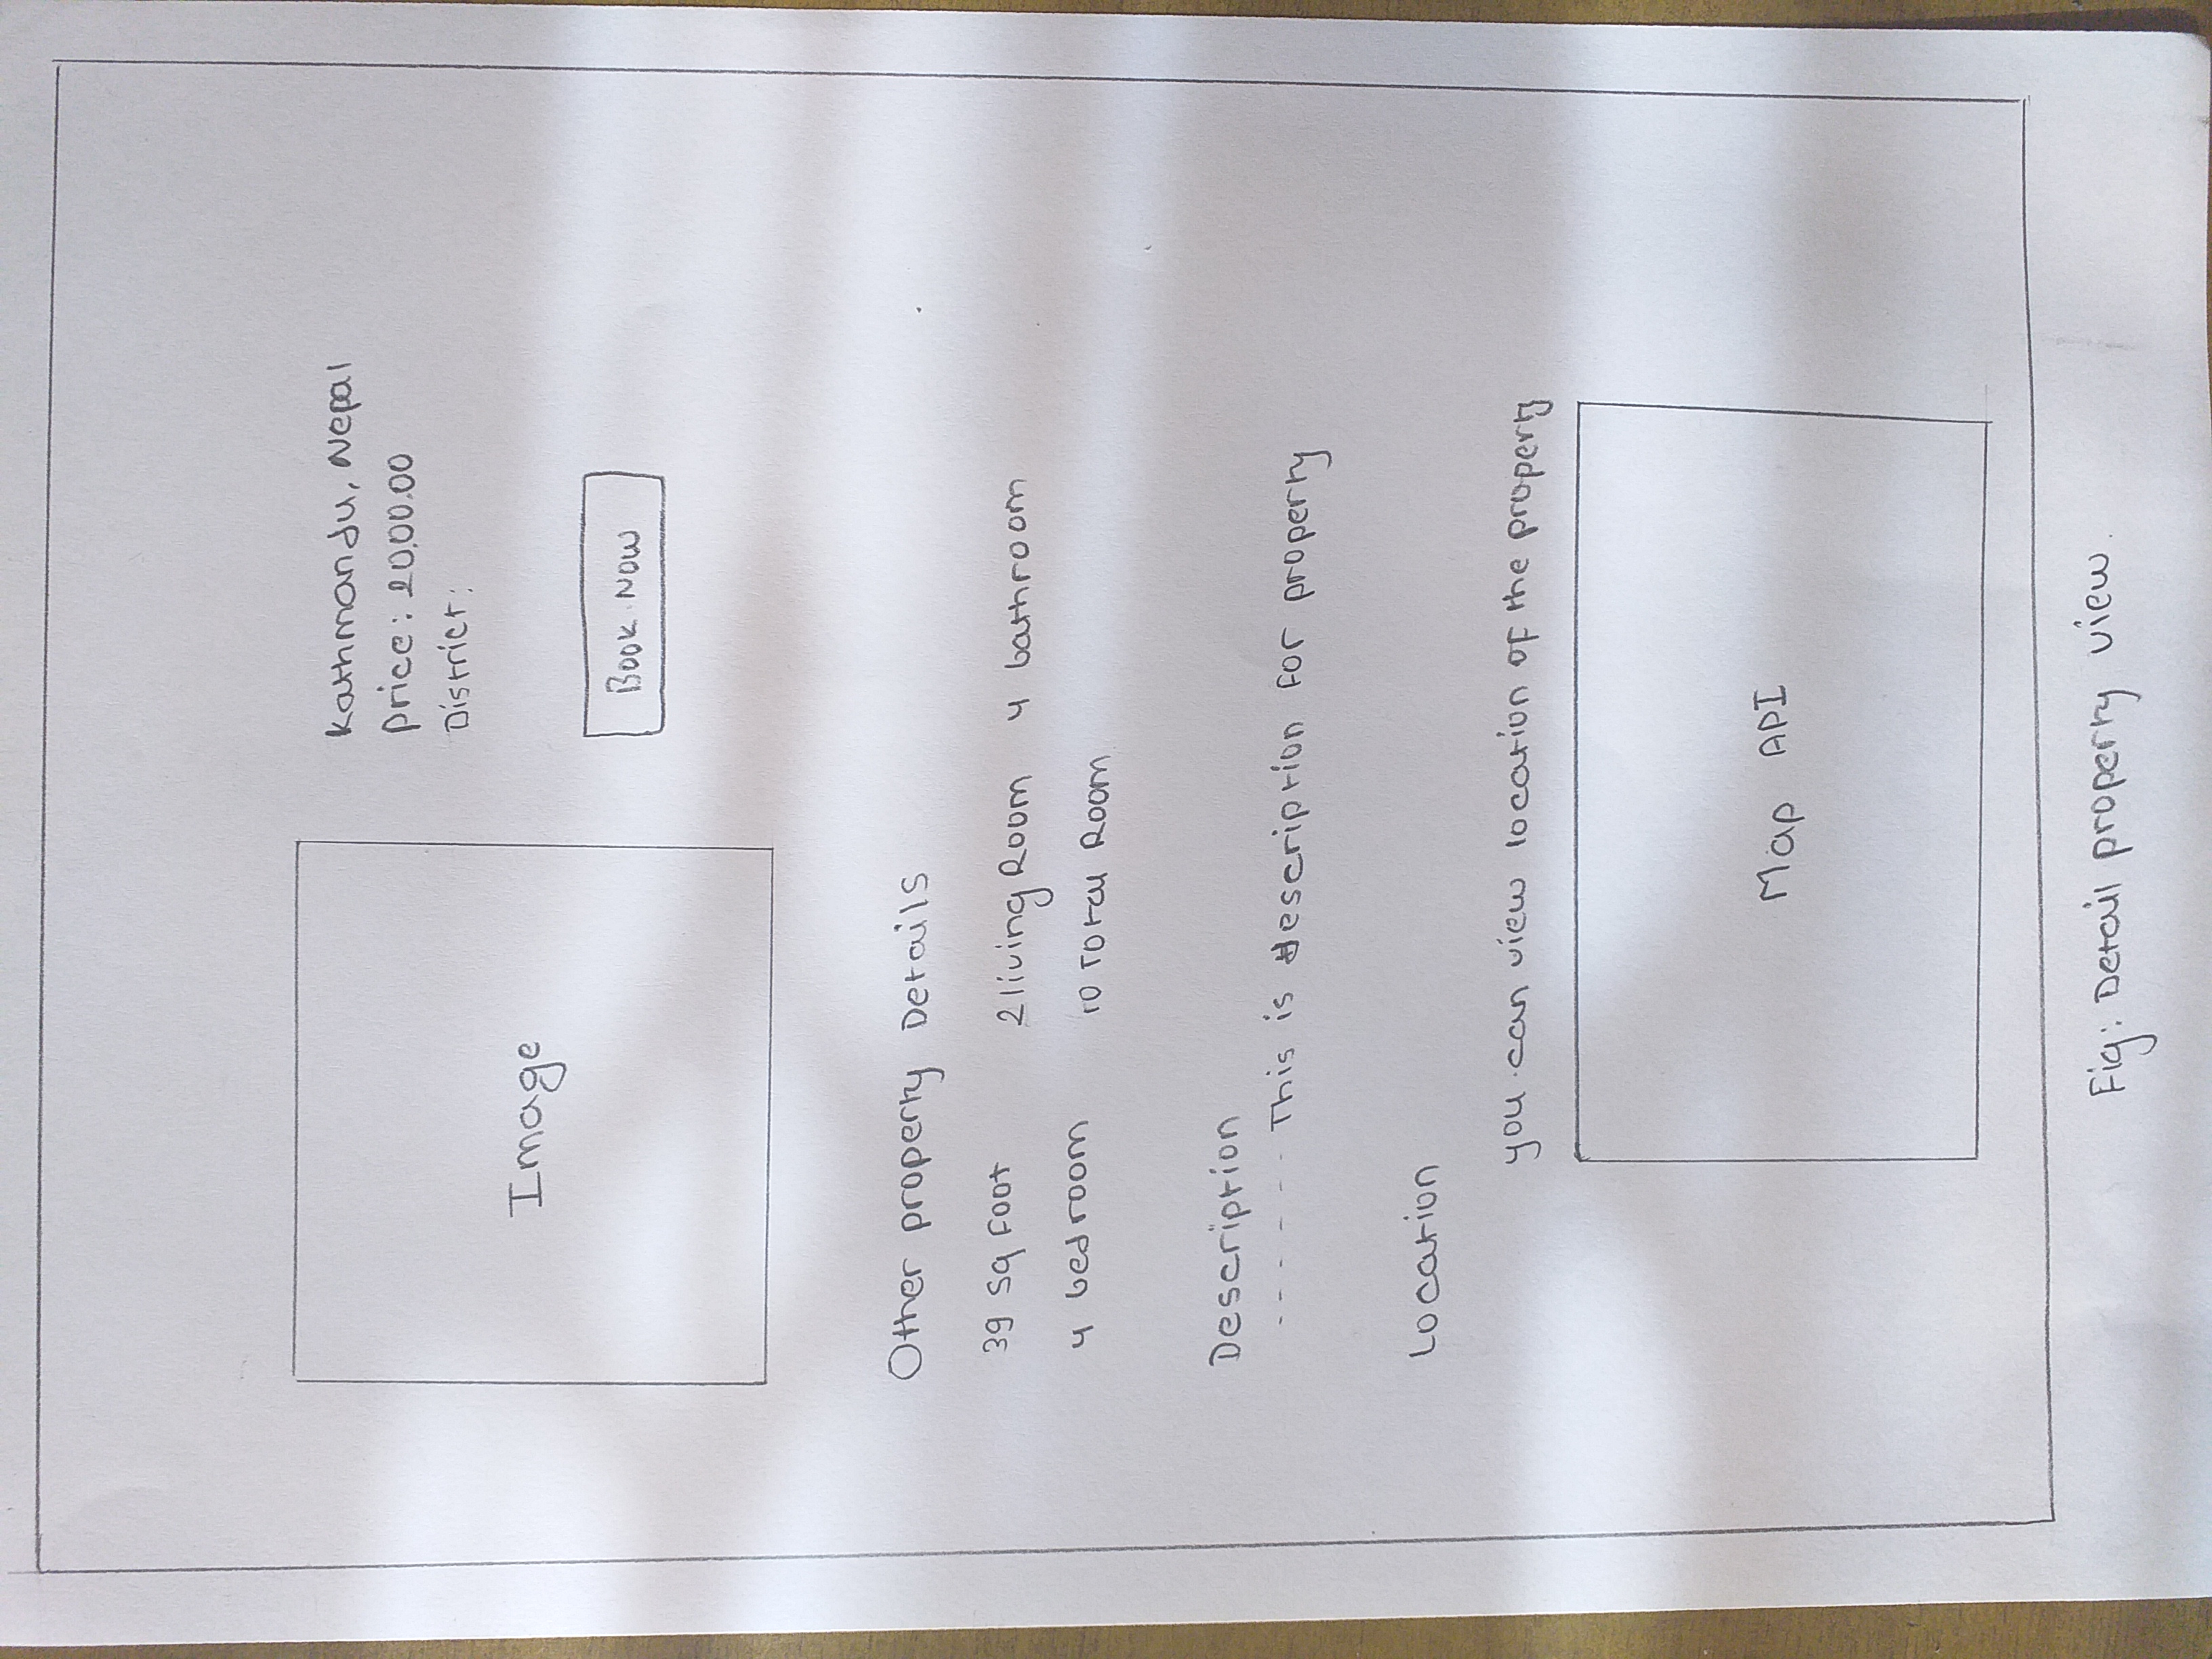 Image
Kathmandu, Nepal
Price: 20,00.00
District:
Book Now
Other property Details
39 sq foot 2 living Room 4 bathroom
4 bedroom 10 Total Room
Description
------ This is description for property
Location
you can view location of the property
Map API
Fig: Detail property view.